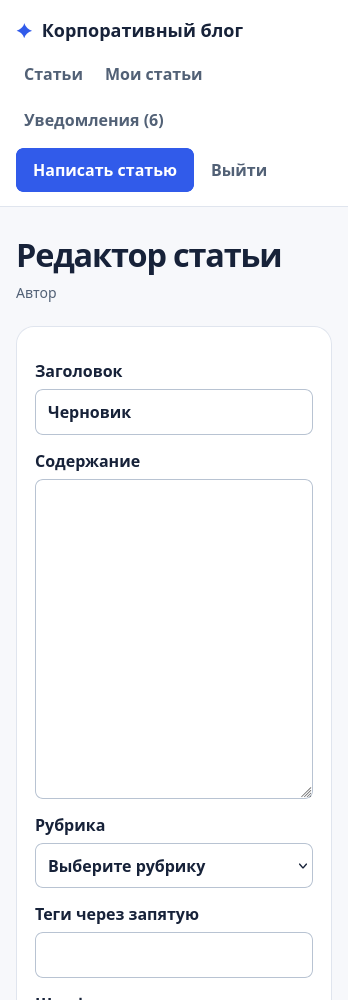 Корпоративный блог
Статьи Мои статьи
Уведомления (6)
Написать статью Выйти
Редактор статьи
Автор
Заголовок
Черновик
Содержание
Рубрика
Выберите рубрику
Теги через запятую